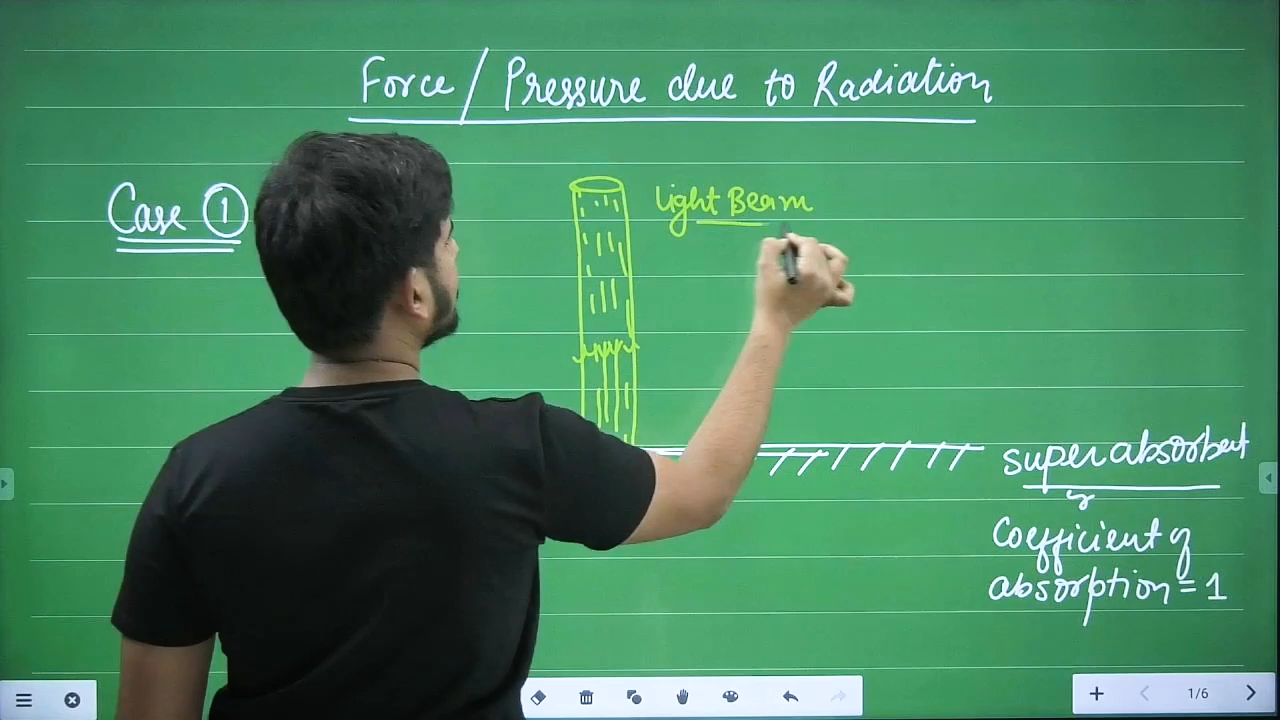 Force / Pressure due to Radiation
Case ①
Light Beam
superabsorbent
Coefficient of
absorption = 1
1/6